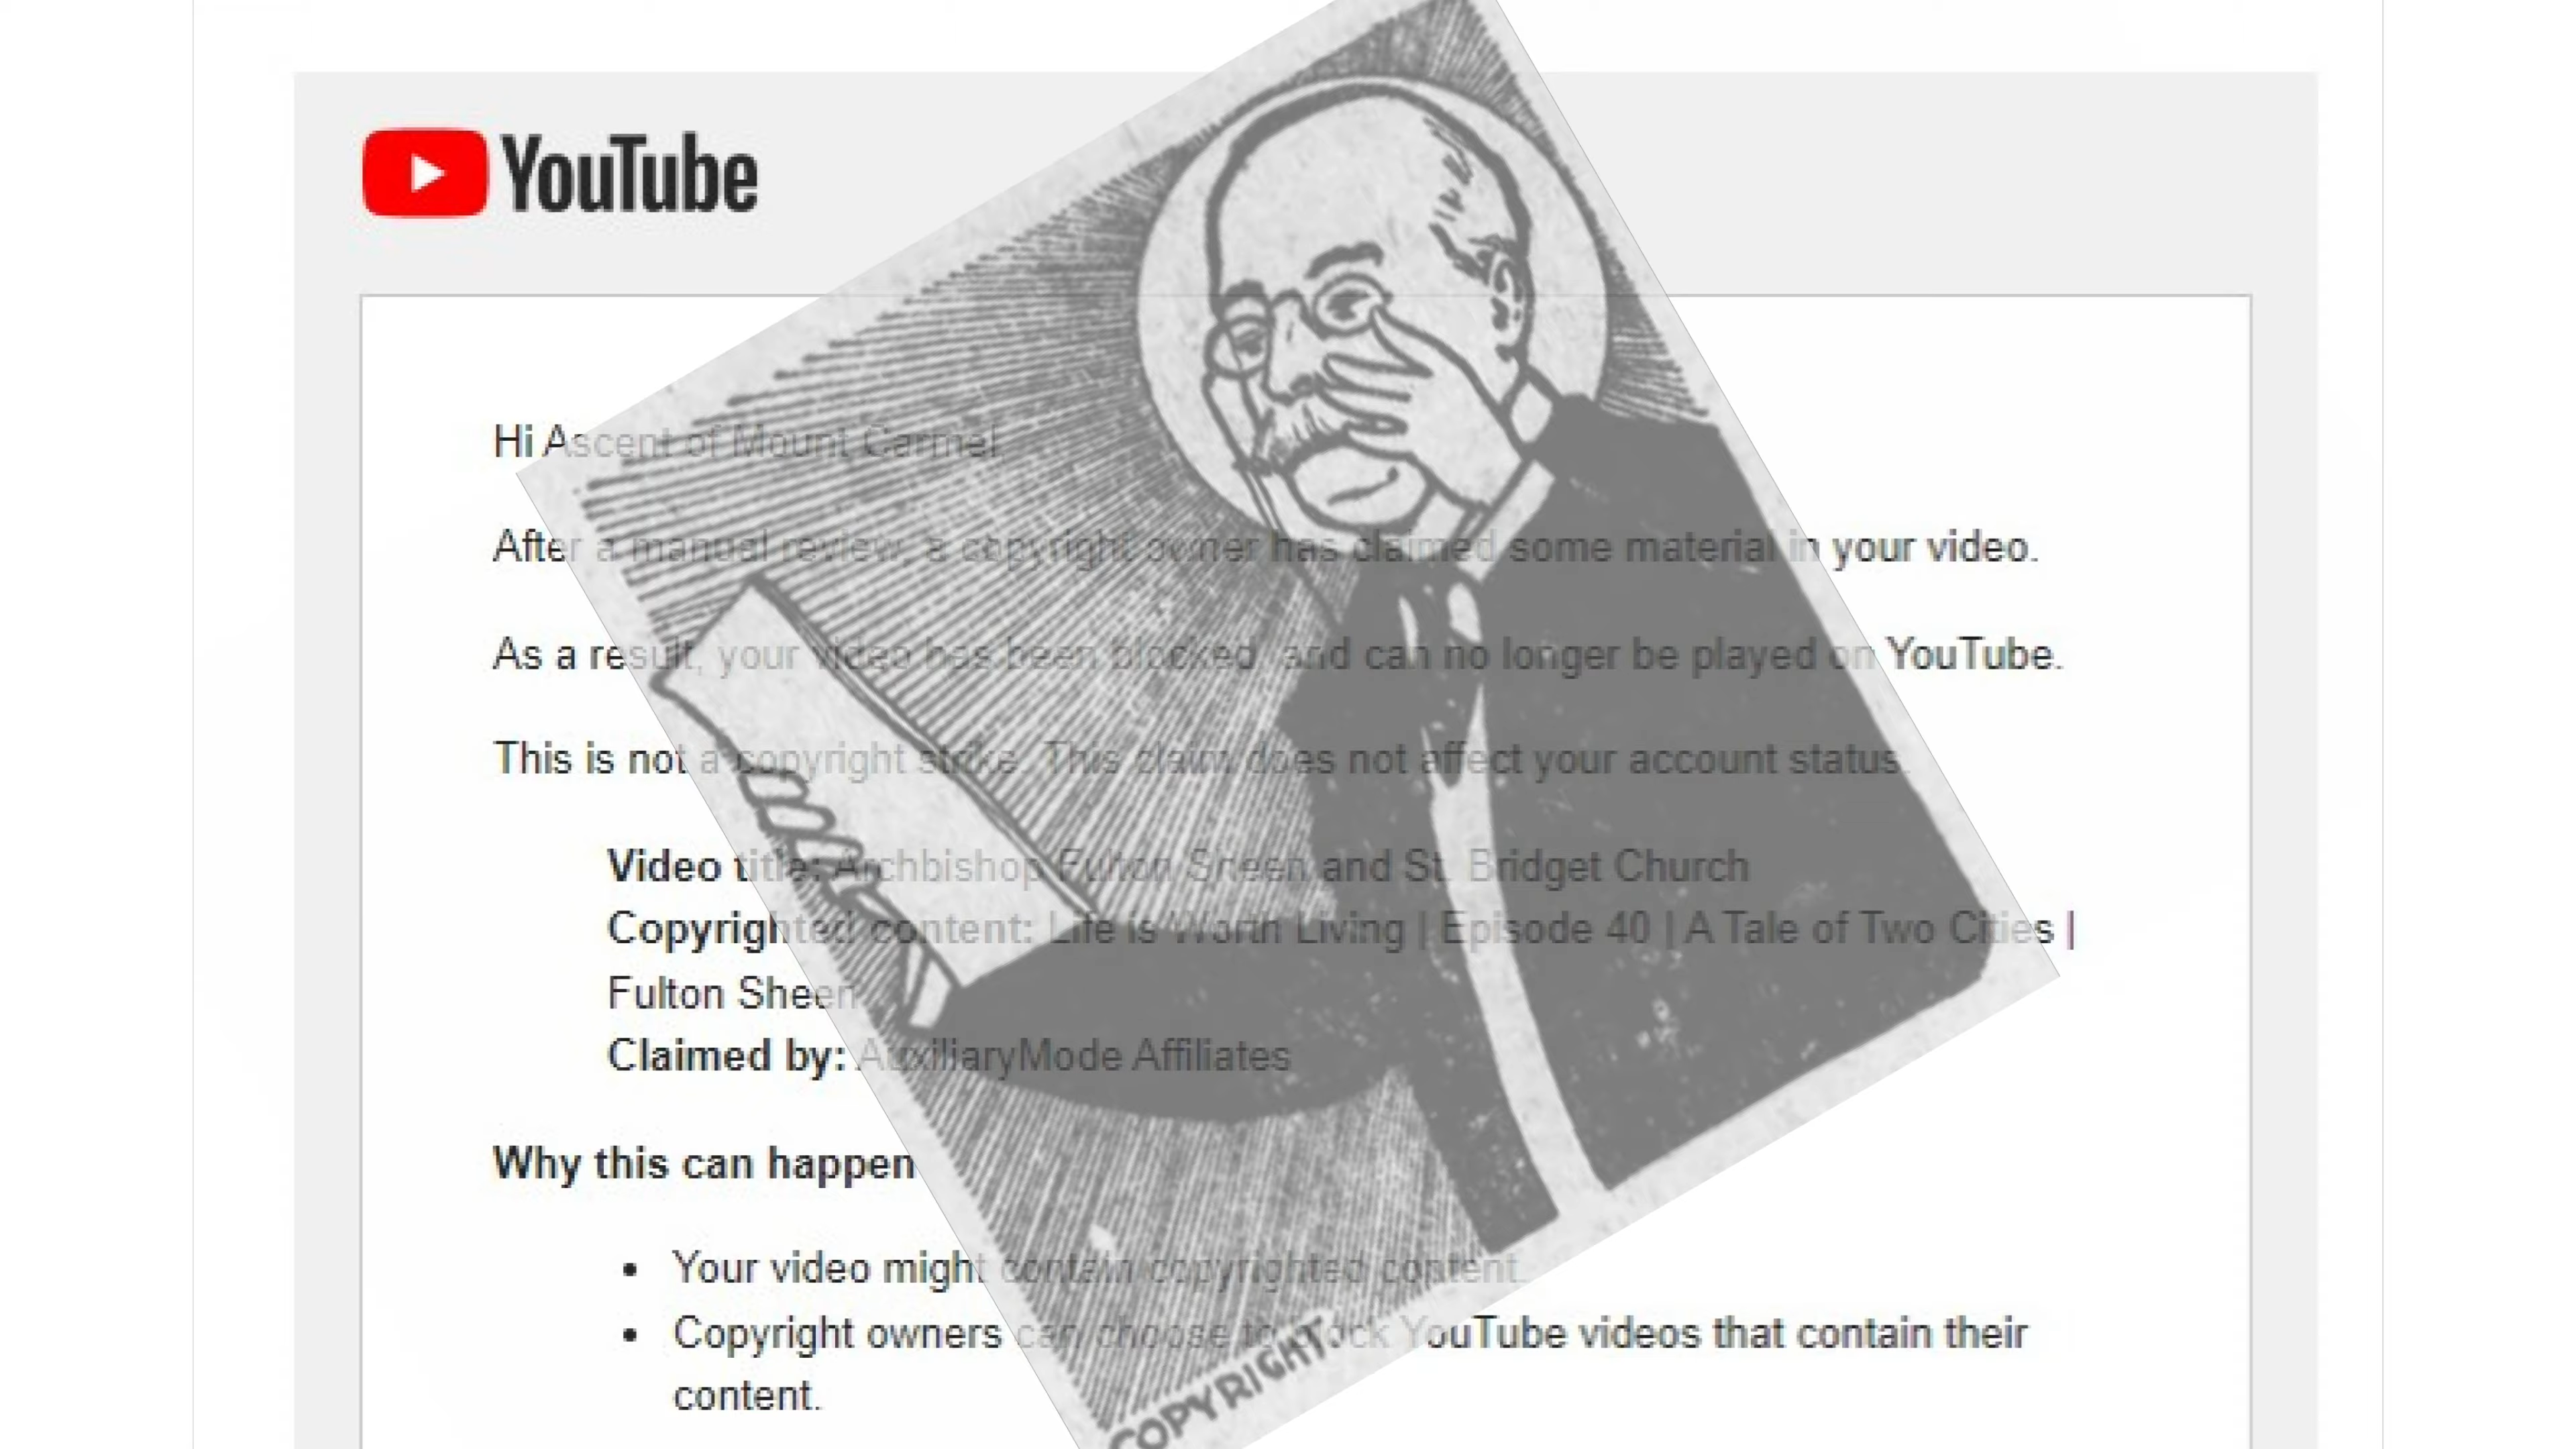 YouTube
Hi Ascent of Mount Carmel,
After a manual review, a copyright owner has claimed some material in your video.
As a result, your video has been blocked, and can no longer be played on YouTube.
This is not a copyright strike. This claim does not affect your account status.
Video title: Archbishop Fulton Sheen and St. Bridget Church
Copyrighted content: Life is Worth Living | Episode 40 | A Tale of Two Cities |
Fulton Sheen
Claimed by: AuxiliaryMode Affiliates
Why this can happen
• Your video might contain copyrighted content.
• Copyright owners can choose to block YouTube videos that contain their
content.
COPYRIGHT